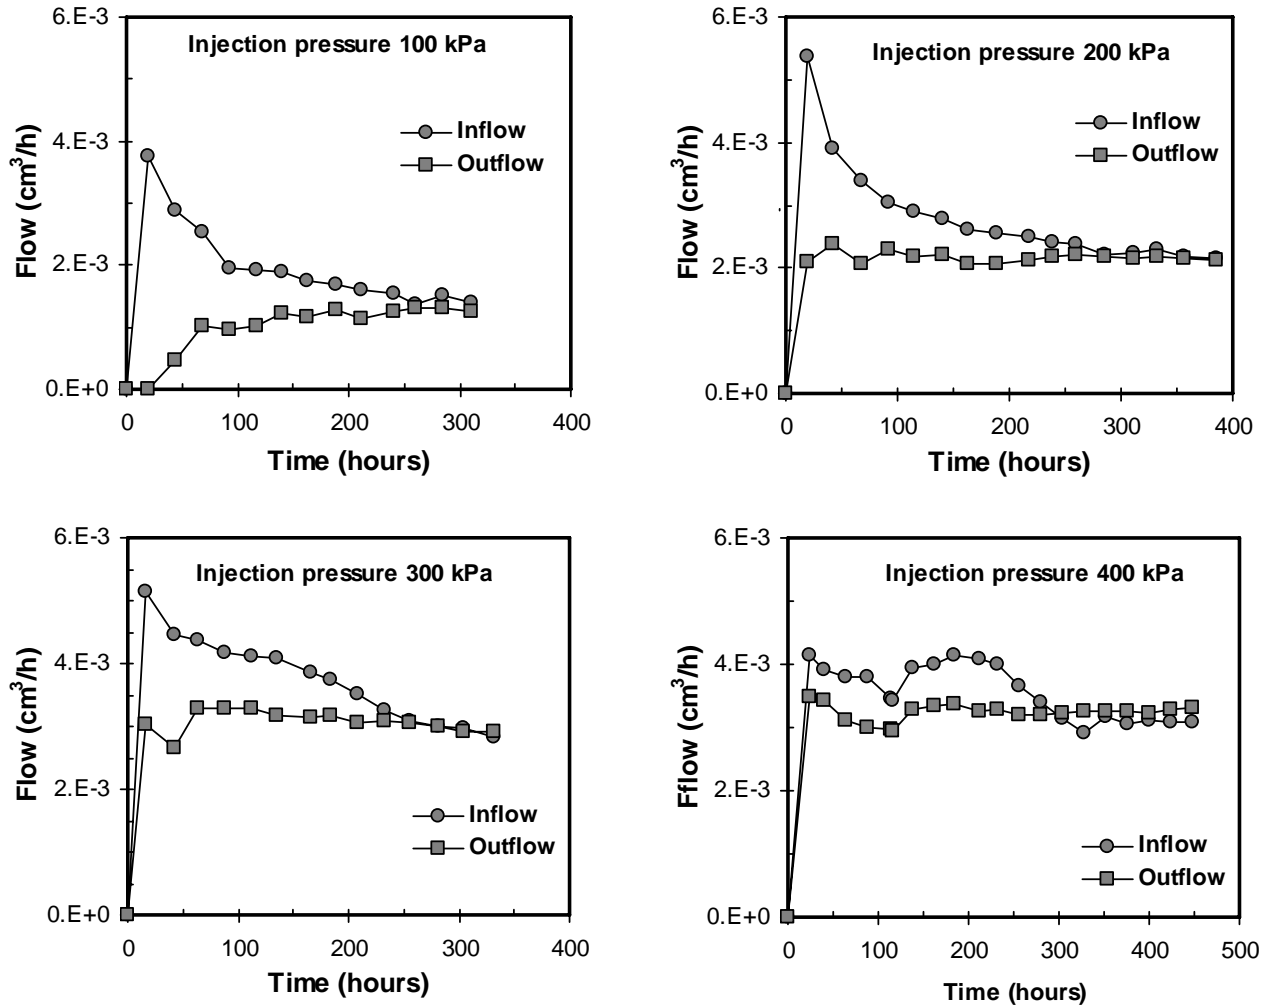 6.E-3
Injection pressure 100 kPa
Inflow
Outflow
4.E-3
2.E-3
0.E+0
Flow (cm³/h)
0 100 200 300 400
Time (hours)
6.E-3
Injection pressure 200 kPa
Inflow
Outflow
4.E-3
2.E-3
0.E+0
Flow (cm³/h)
0 100 200 300 400
Time (hours)
6.E-3
Injection pressure 300 kPa
4.E-3
2.E-3
Inflow
Outflow
0.E+0
Flow (cm³/h)
0 100 200 300 400
Time (hours)
6.E-3
Injection pressure 400 kPa
4.E-3
2.E-3
Inflow
Outflow
0.E+0
Fflow (cm³/h)
0 100 200 300 400 500
Time (hours)